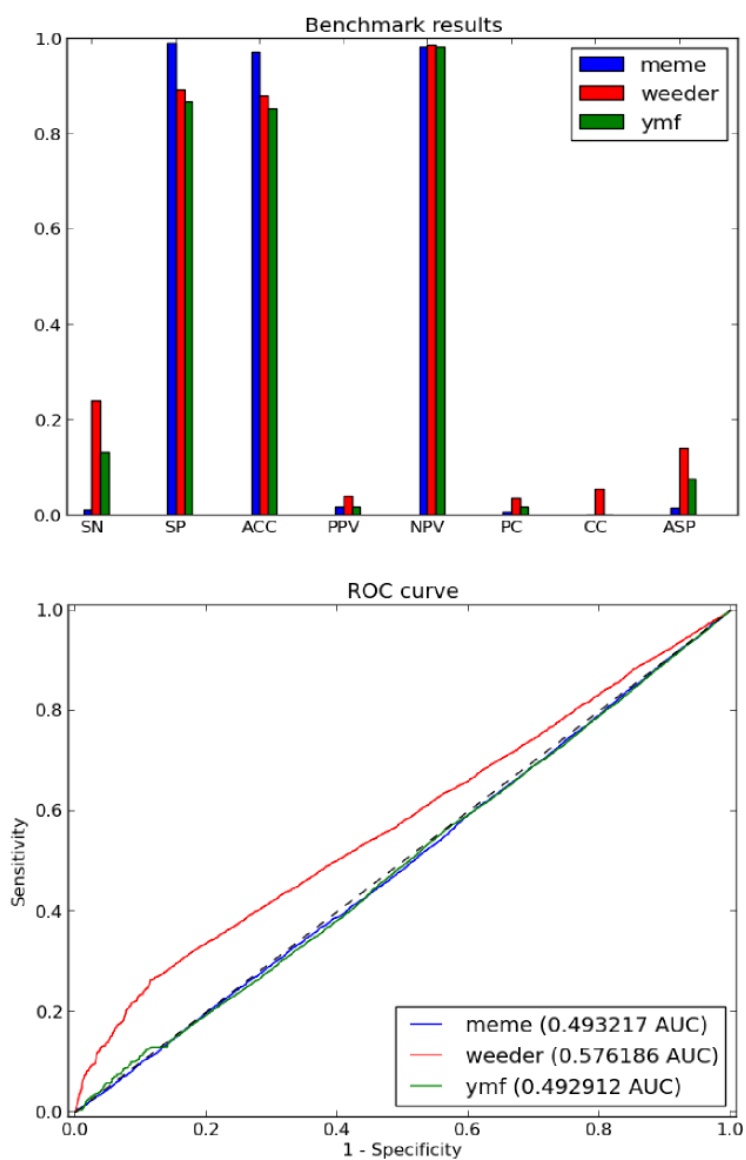 Benchmark results
1.0
0.8
0.6
0.4
0.2
0.0
meme
weeder
ymf
SN SP ACC PPV NPV PC CC ASP
ROC curve
1.0
0.8
0.6
0.4
0.2
0.0
Sensitivity
meme (0.493217 AUC)
weeder (0.576186 AUC)
ymf (0.492912 AUC)
0.0 0.2 0.4 0.6 0.8 1.0
1 - Specificity